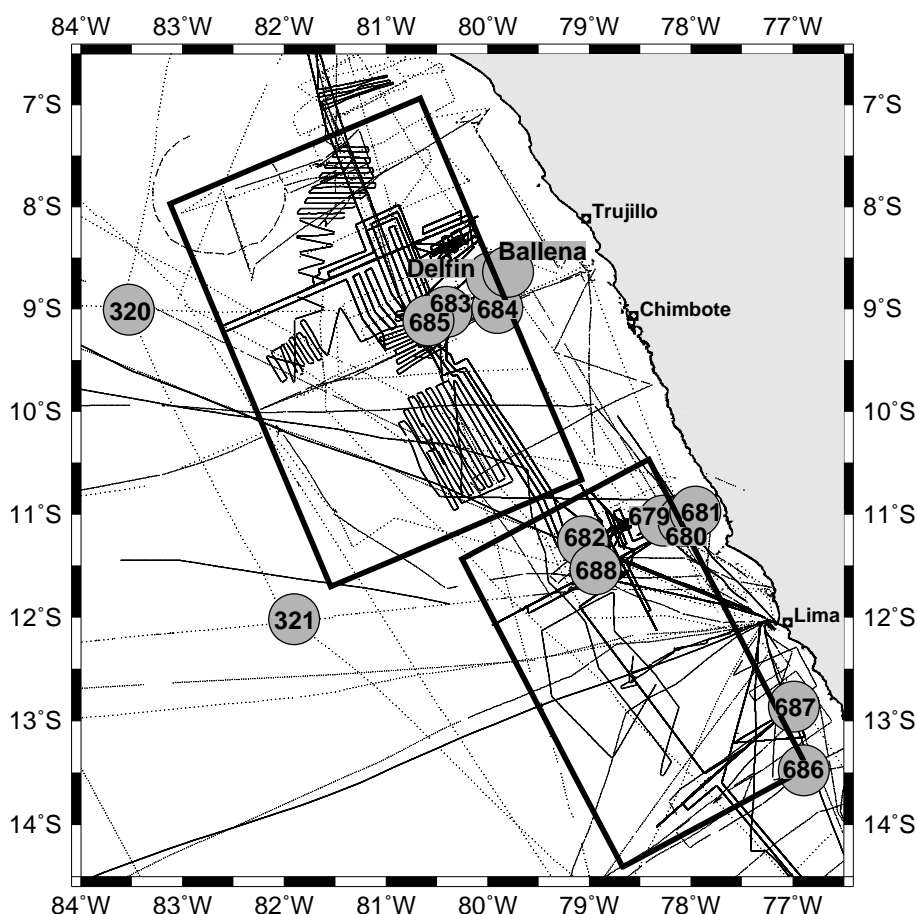 84˚W 83˚W 82˚W 81˚W 80˚W 79˚W 78˚W 77˚W
7˚S 7˚S
8˚S 8˚S
Trujillo
Ballena
Delfin
9˚S 320 683 684 Chimbote 9˚S
685
10˚S 10˚S
11˚S 679 681 11˚S
682 680
688
12˚S 321 Lima 12˚S
687
13˚S 13˚S
686
14˚S 14˚S
84˚W 83˚W 82˚W 81˚W 80˚W 79˚W 78˚W 77˚W